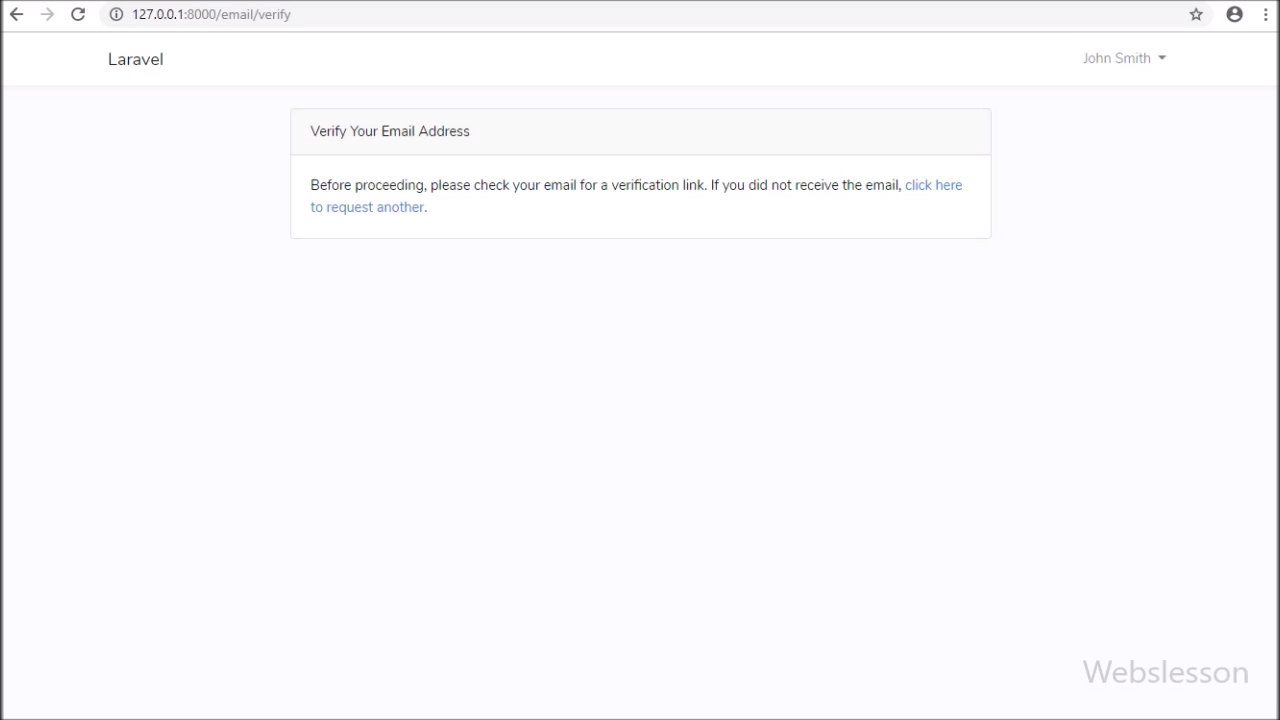 127.0.0.1:8000/email/verify
Laravel
John Smith
Verify Your Email Address
Before proceeding, please check your email for a verification link. If you did not receive the email, click here
to request another.
Webslesson